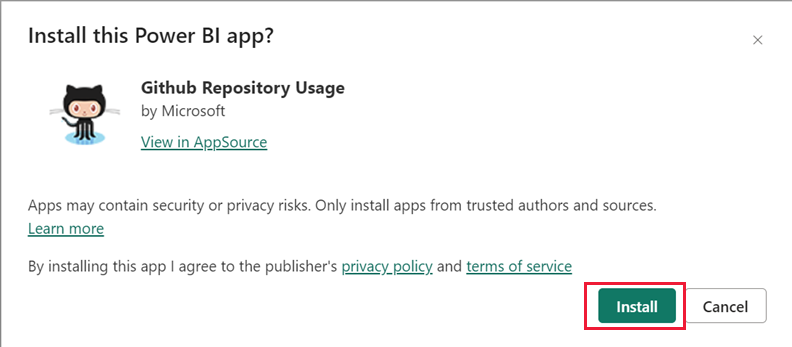 Install this Power BI app?
Github Repository Usage
by Microsoft
View in AppSource
Apps may contain security or privacy risks. Only install apps from trusted authors and sources.
Learn more
By installing this app I agree to the publisher's privacy policy and terms of service
Install Cancel